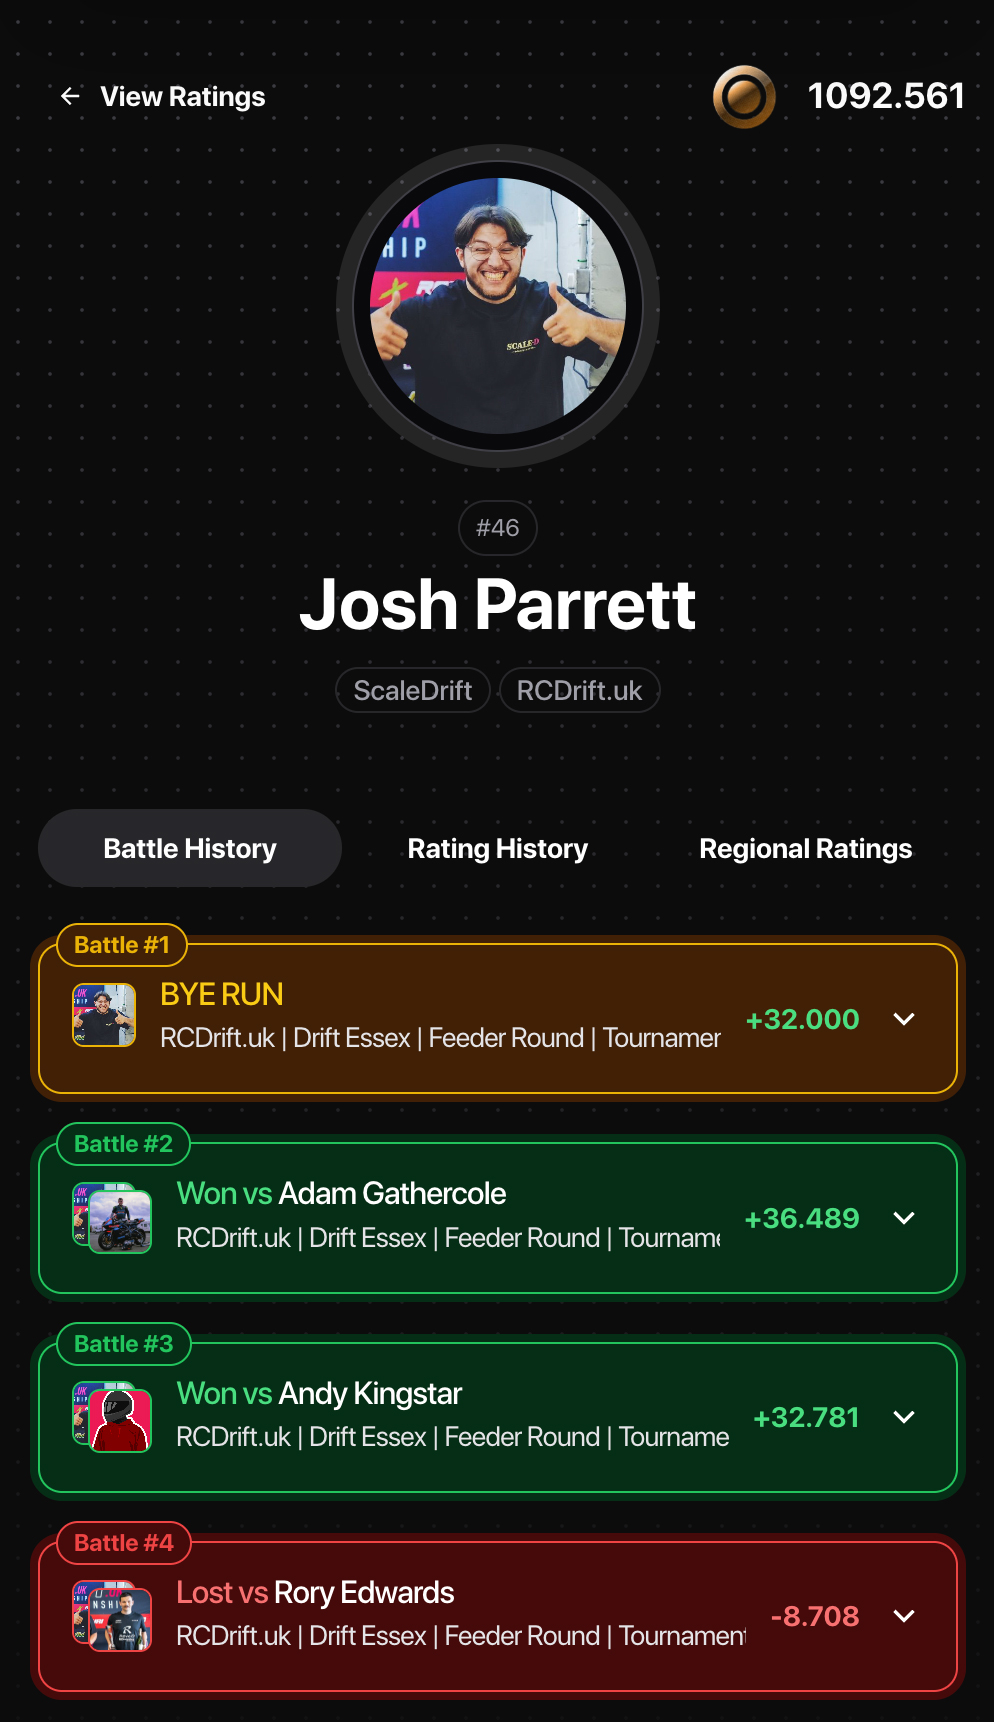 View Ratings
1092.561
HIP
SCALE-D
#46
Josh Parrett
ScaleDrift RCDrift.uk
Battle History Rating History Regional Ratings
Battle #1
BYE RUN
RCDrift.uk | Drift Essex | Feeder Round | Tournamen
+32.000
Battle #2
Won vs Adam Gathercole
RCDrift.uk | Drift Essex | Feeder Round | Tourname
+36.489
Battle #3
Won vs Andy Kingstar
RCDrift.uk | Drift Essex | Feeder Round | Tourname
+32.781
Battle #4
Lost vs Rory Edwards
RCDrift.uk | Drift Essex | Feeder Round | Tournament
-8.708